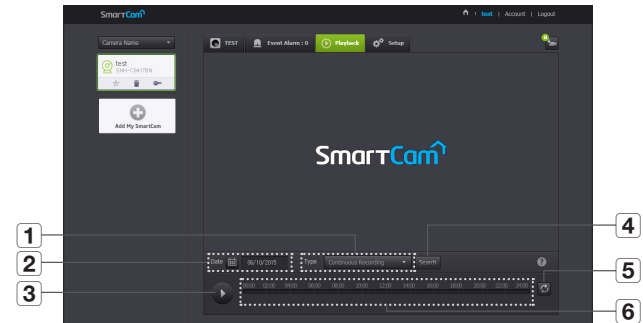 SmartCam
test | Account | Logout
Camera Name
TEST
Event Alarm : 0
Playback
Setup
test
SNH-C6417BN
Add My SmartCam
SmartCam
1
2
3
4
5
6
Date
06/10/2015
Type
Continuous Recording
Search
?
00:00 02:00 04:00 06:00 08:00 10:00 12:00 14:00 16:00 18:00 20:00 22:00 24:00